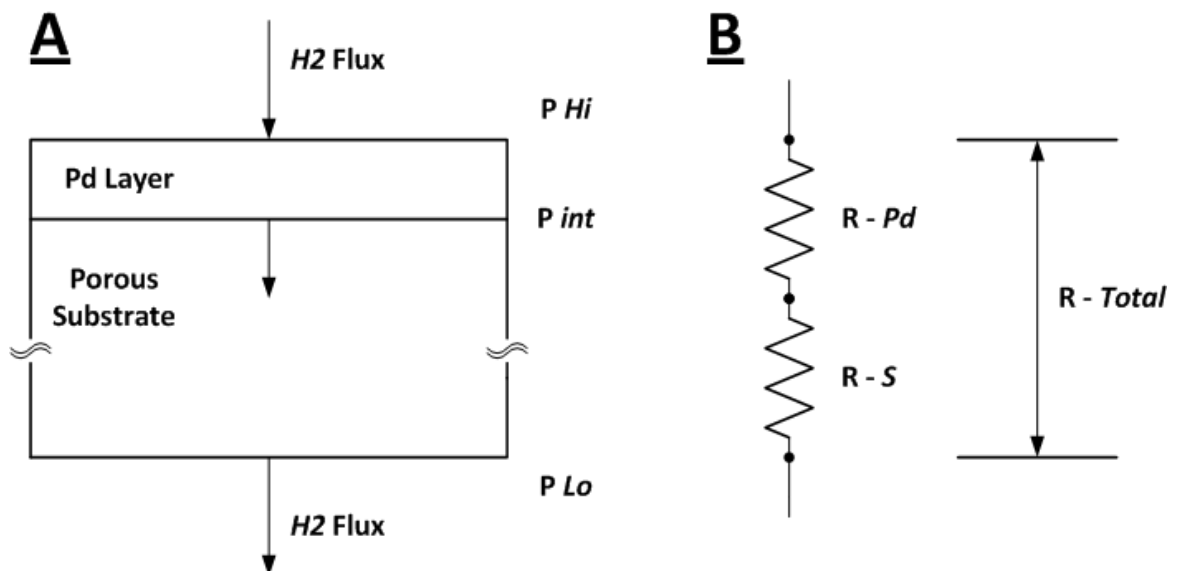 A
H2 Flux
P Hi
Pd Layer
P int
Porous
Substrate
P Lo
H2 Flux
B
R - Pd
R - Total
R - S